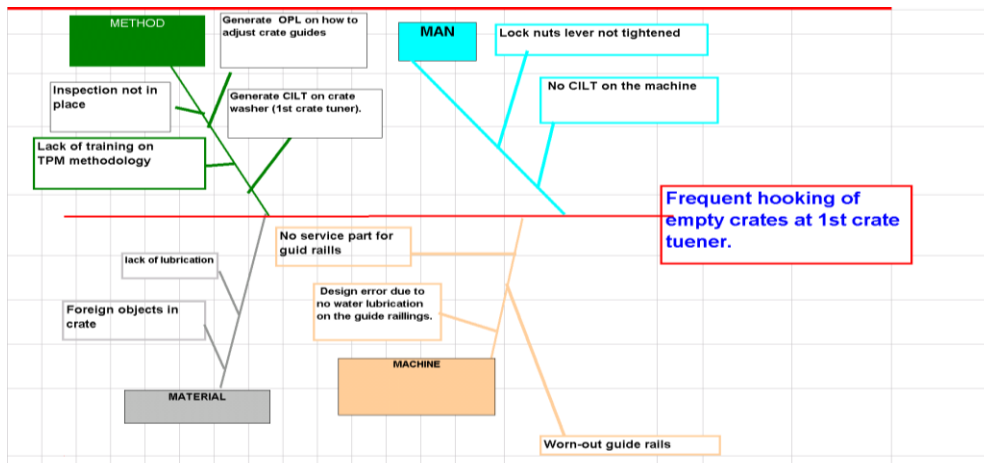 METHOD
Generate OPL on how to
adjust crate guides
MAN
Lock nuts lever not tightened
Inspection not in
place
Generate CILT on crate
washer (1st crate tuner).
No CILT on the machine
Lack of training on
TPM methodology
Frequent hooking of
empty crates at 1st crate
tuener.
No service part for
guid raills
lack of lubrication
Design error due to
no water lubrication
on the guide raillings.
Foreign objects in
crate
MACHINE
MATERIAL
Worn-out guide rails